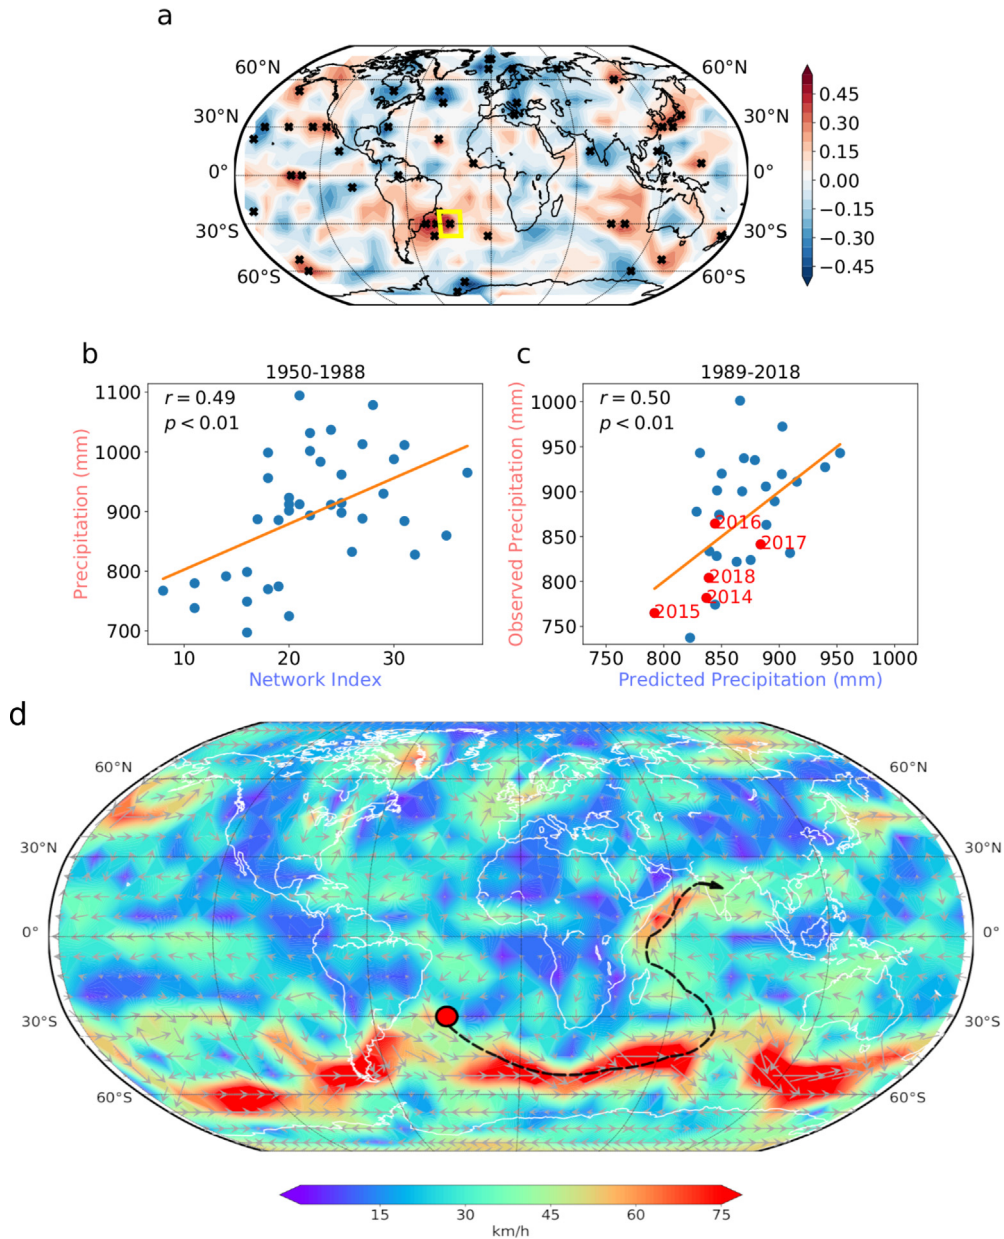 a
60°N
30°N
0°
30°S
60°S
60°N
30°N
0°
30°S
60°S
0.45
0.30
0.15
0.00
−0.15
−0.30
−0.45
b
1950-1988
r = 0.49
p < 0.01
1100
1000
900
800
700
Precipitation (mm)
10
20
30
Network Index
c
1989-2018
r = 0.50
p < 0.01
1000
950
900
850
800
750
Observed Precipitation (mm)
2016
2017
2018
2014
2015
750
800
850
900
950
1000
Predicted Precipitation (mm)
d
60°N
30°N
0°
30°S
60°S
60°N
30°N
0°
30°S
60°S
15
30
45
60
75
km/h